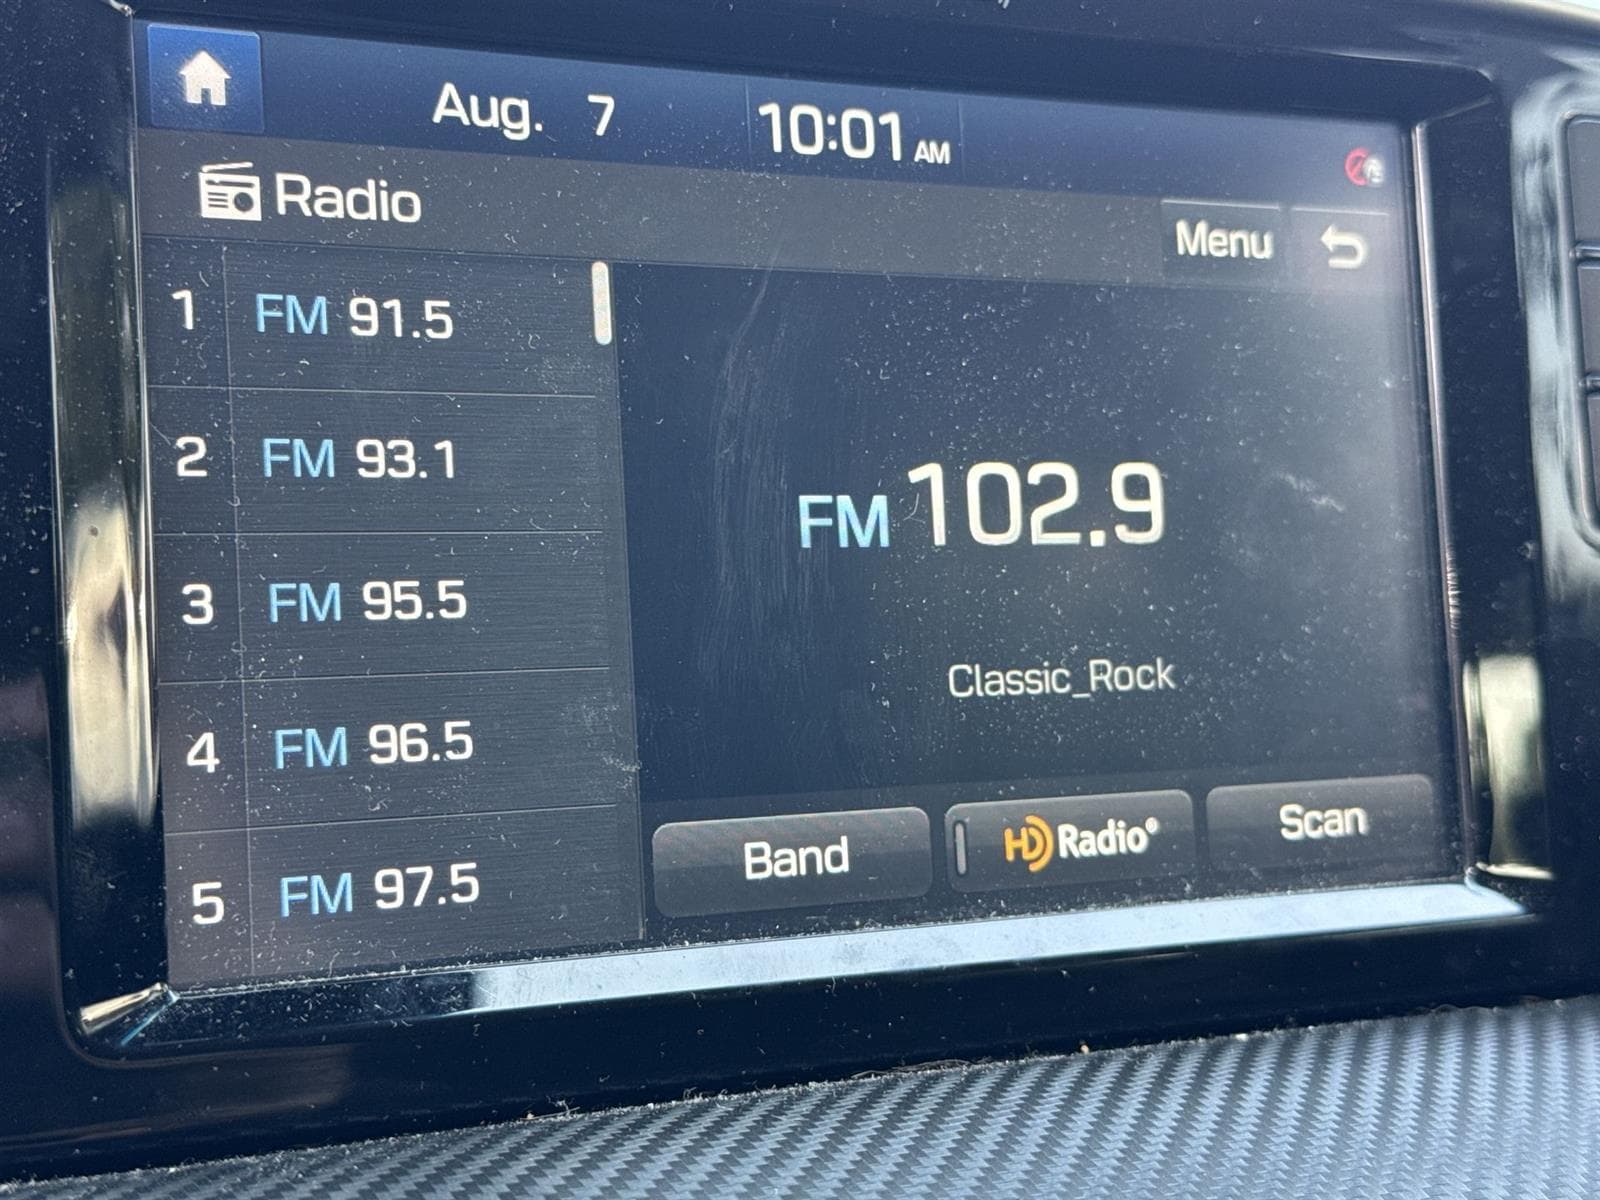 Aug. 7 10:01 AM
Radio
Menu
1 FM 91.5
2 FM 93.1
3 FM 95.5
4 FM 96.5
5 FM 97.5
FM 102.9
Classic_Rock
Band
HD Radio®
Scan